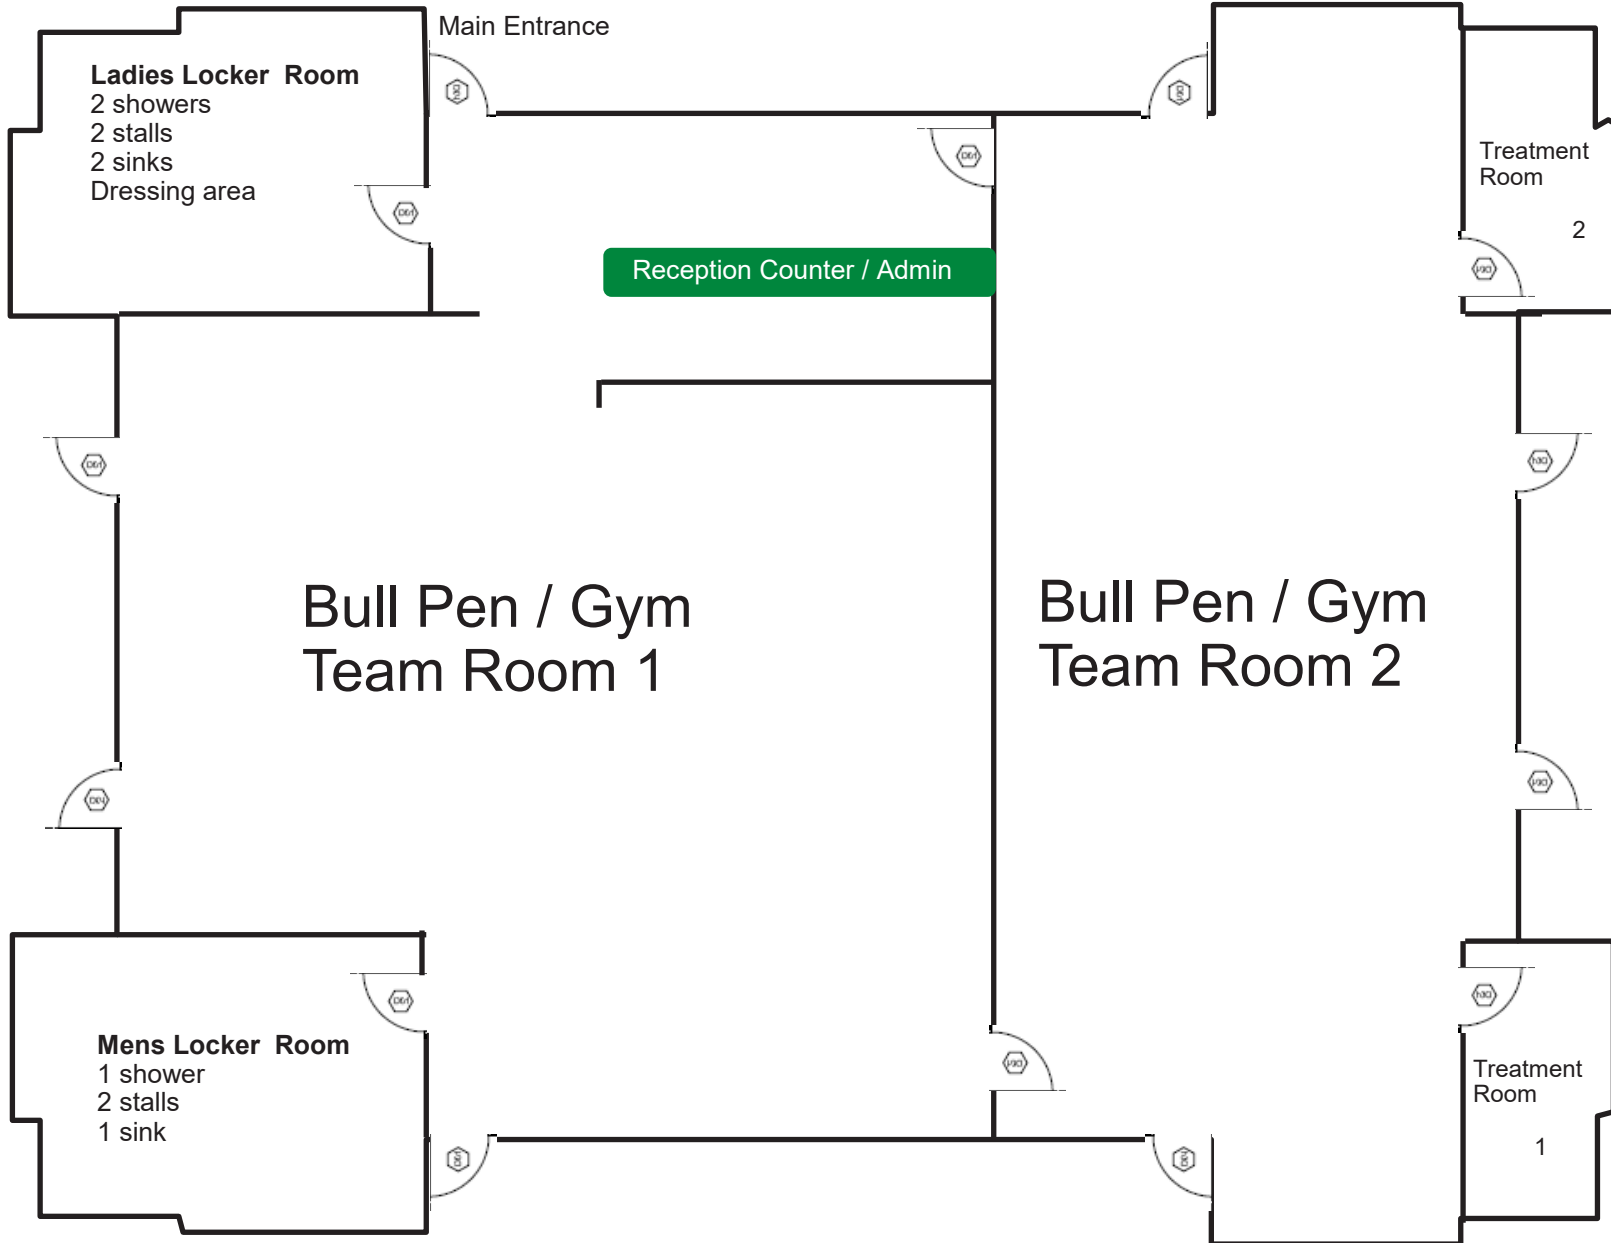 Main Entrance
Ladies Locker Room
2 showers
2 stalls
2 sinks
Dressing area
Treatment
Room
2
Reception Counter / Admin
Bull Pen / Gym
Team Room 1
Bull Pen / Gym
Team Room 2
Mens Locker Room
1 shower
2 stalls
1 sink
Treatment
Room
1